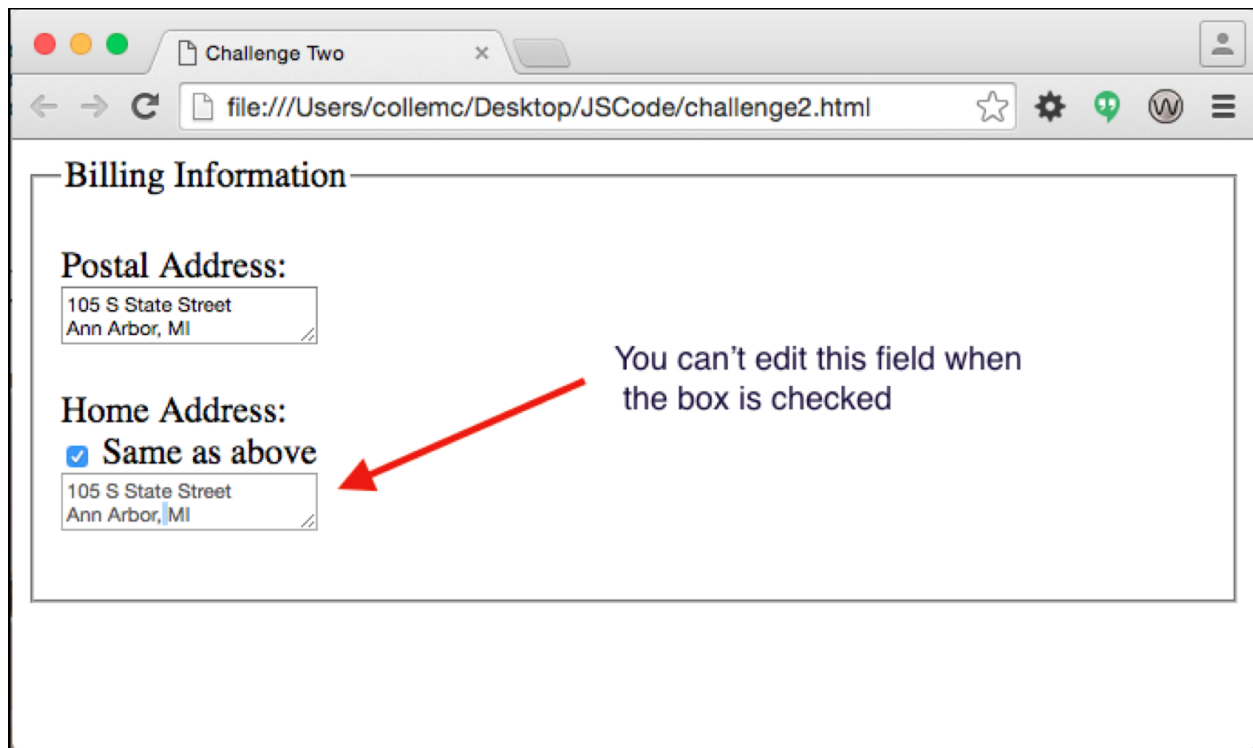 Challenge Two
file:///Users/collemc/Desktop/JSCode/challenge2.html
Billing Information
Postal Address:
105 S State Street
Ann Arbor, MI
You can't edit this field when
the box is checked
Home Address:
Same as above
105 S State Street
Ann Arbor, MI